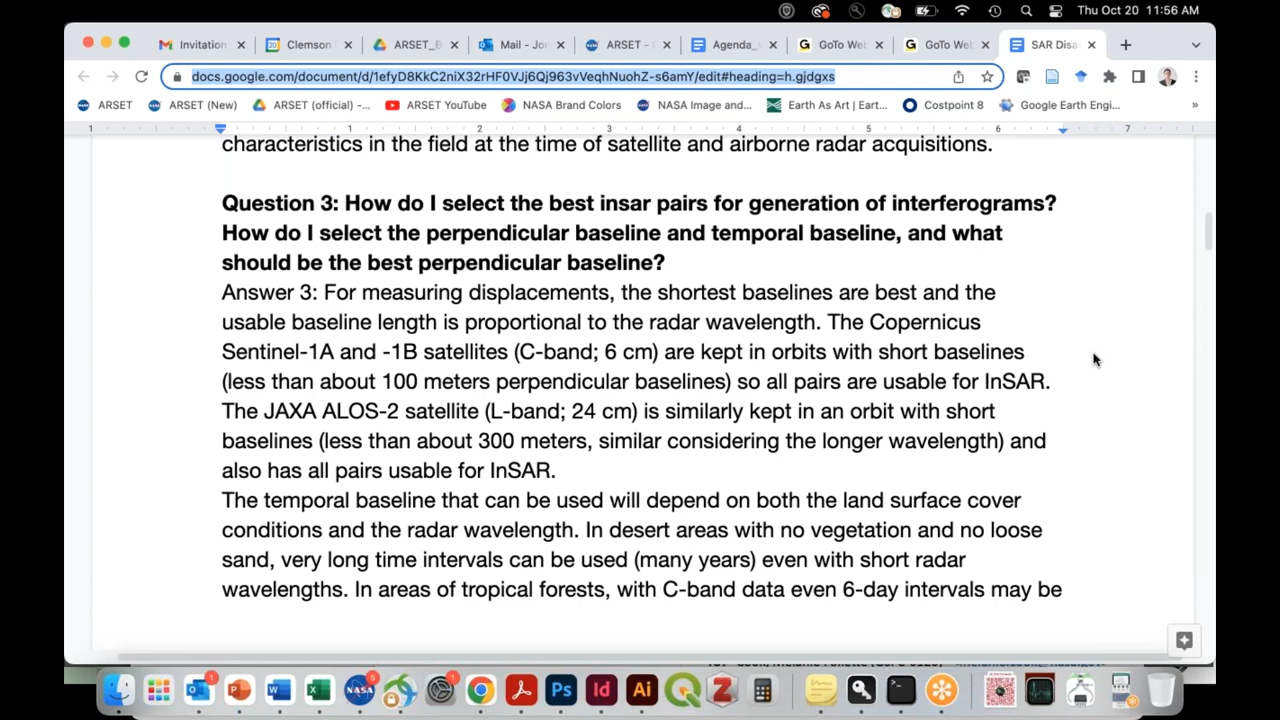 Thu Oct 20 11:56 AM
Invitation
Clemson
ARSET_B
Mail - Jo
ARSET -
Agenda_
GoTo Web
GoTo Web
SAR Disa
docs.google.com/document/d/1efyD8KkC2niX32rHF0VJj6Qj963vVeqhNuohZ-s6amY/edit#heading=h.gjdgxs
ARSET
ARSET (New)
ARSET (official) -...
ARSET YouTube
NASA Brand Colors
NASA Image and...
Earth As Art | Eart...
Costpoint 8
Google Earth Engi...
1 1 2 3 4 5 6 7
characteristics in the field at the time of satellite and airborne radar acquisitions.
Question 3: How do I select the best insar pairs for generation of interferograms?
How do I select the perpendicular baseline and temporal baseline, and what
should be the best perpendicular baseline?
Answer 3: For measuring displacements, the shortest baselines are best and the
usable baseline length is proportional to the radar wavelength. The Copernicus
Sentinel-1A and -1B satellites (C-band; 6 cm) are kept in orbits with short baselines
(less than about 100 meters perpendicular baselines) so all pairs are usable for InSAR.
The JAXA ALOS-2 satellite (L-band; 24 cm) is similarly kept in an orbit with short
baselines (less than about 300 meters, similar considering the longer wavelength) and
also has all pairs usable for InSAR.
The temporal baseline that can be used will depend on both the land surface cover
conditions and the radar wavelength. In desert areas with no vegetation and no loose
sand, very long time intervals can be used (many years) even with short radar
wavelengths. In areas of tropical forests, with C-band data even 6-day intervals may be